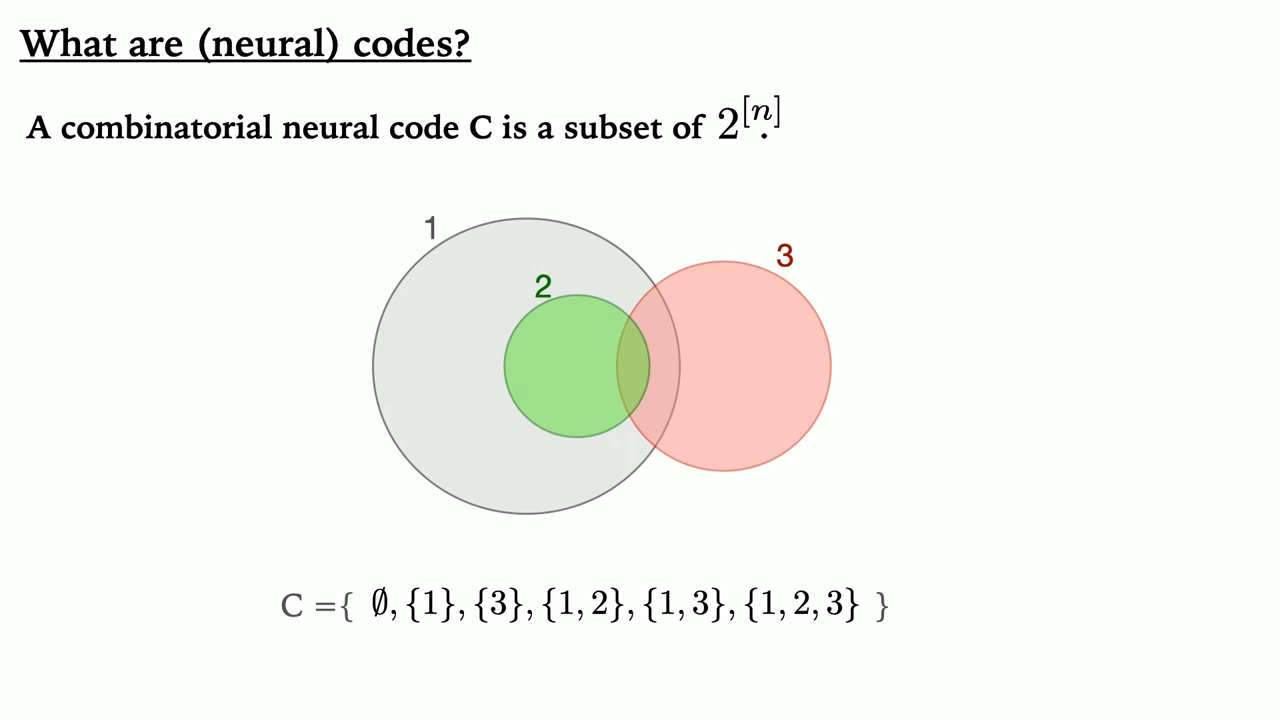 What are (neural) codes?
A combinatorial neural code C is a subset of 2^[n].
1
3
2
C ={ ∅, {1}, {3}, {1, 2}, {1, 3}, {1, 2, 3} }